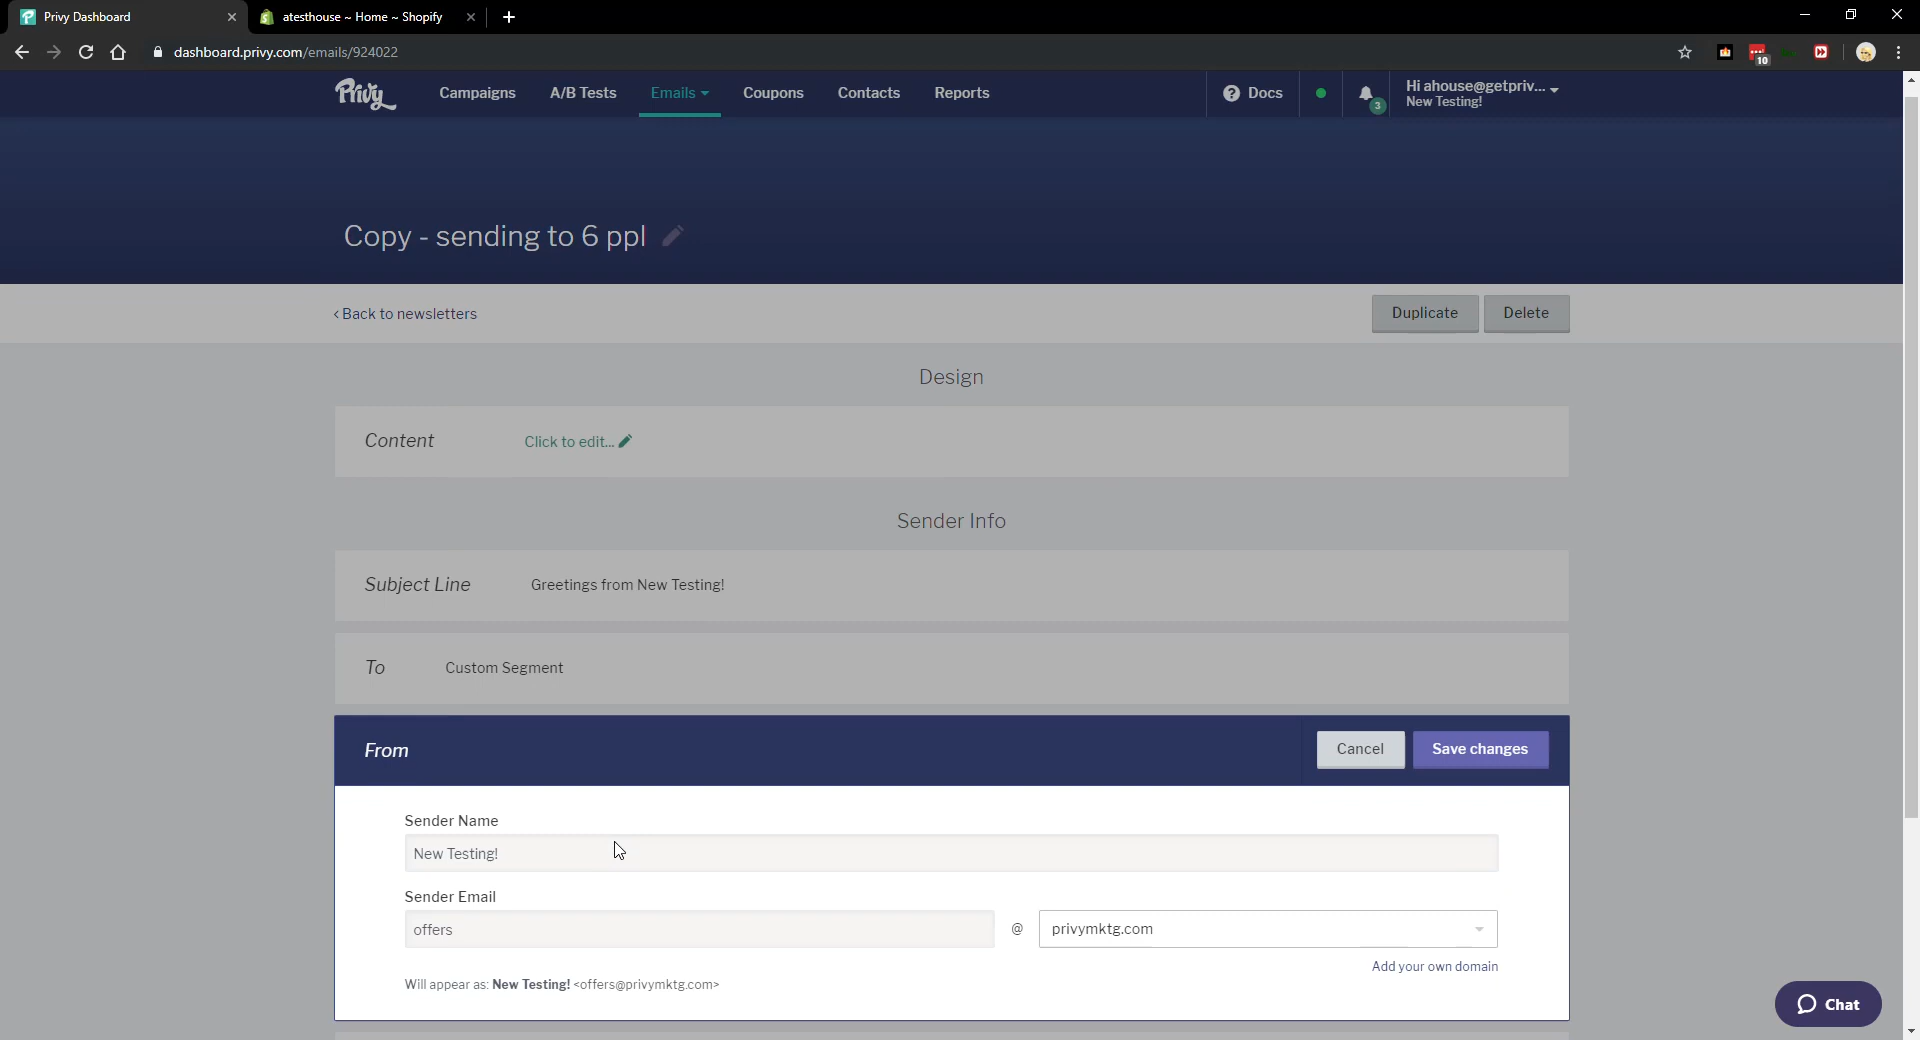 Privy Dashboard
atesthouse ~ Home ~ Shopify
dashboard.privy.com/emails/924022
10
Privy
Campaigns
A/B Tests
Emails
Coupons
Contacts
Reports
Docs
3
Hi ahouse@getpriv...
New Testing!
Copy - sending to 6 ppl
‹ Back to newsletters
Duplicate
Delete
Design
Content
Click to edit...
Sender Info
Subject Line
Greetings from New Testing!
To
Custom Segment
From
Cancel
Save changes
Sender Name
New Testing!
Sender Email
offers
@
privymktg.com
Add your own domain
Will appear as: New Testing! <offers@privymktg.com>
Chat